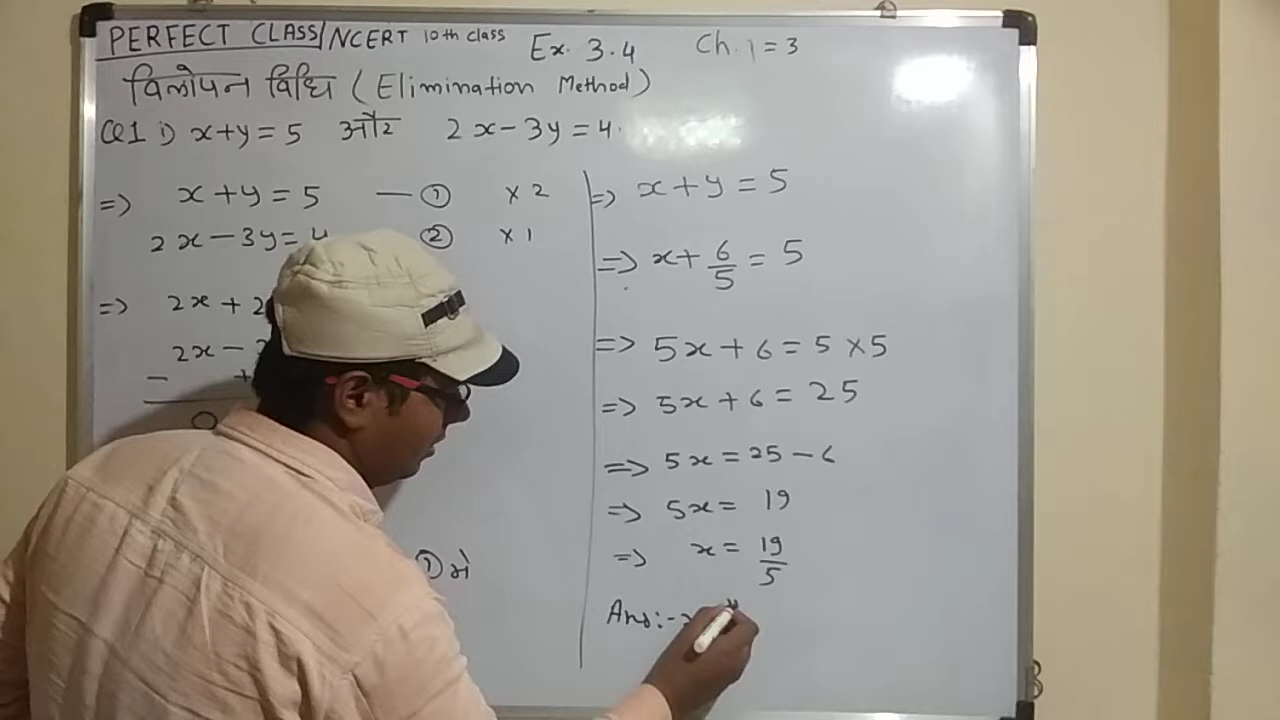 PERFECT CLASS/NCERT 10th class Ex. 3.4 Ch. 1 = 3
विलोपन विधि (Elimination Method)
Q1 i) x+y=5 और 2x-3y=4.
=> x+y=5 — ① ×2
2x-3y=4 ② ×1
=> 2x + 2
2x -
- +
0
① मे
=> x+y=5
=> x+ 6/5 = 5
=> 5x+6=5×5
=> 5x+6=25
=> 5x=25-6
=> 5x= 19
=> x= 19/5
Ans:-